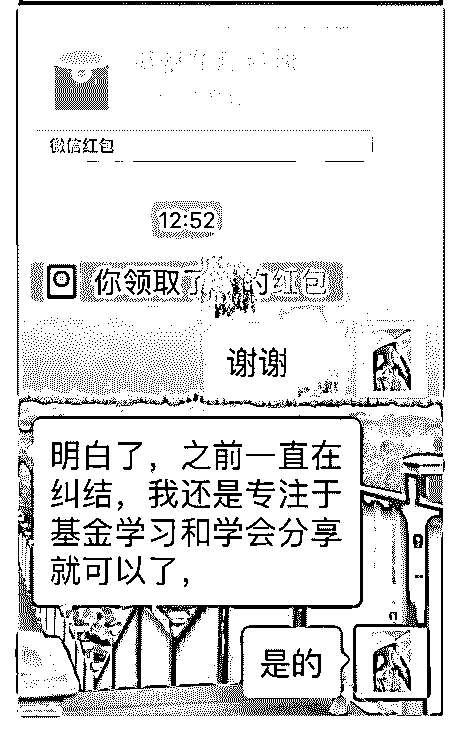 微信红包
12:52
你领取了的红包
谢谢
明白了，之前一直在
纠结，我还是专注于
基金学习和学会分享
就可以了，
是的